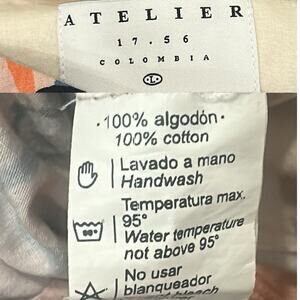 ATELIER
17.56
COLOMBIA
L
·100% algodón·
100% cotton
Lavado a mano
Handwash
Temperatura max.
95°
Water temperature
not above 95°
No usar
blanqueador